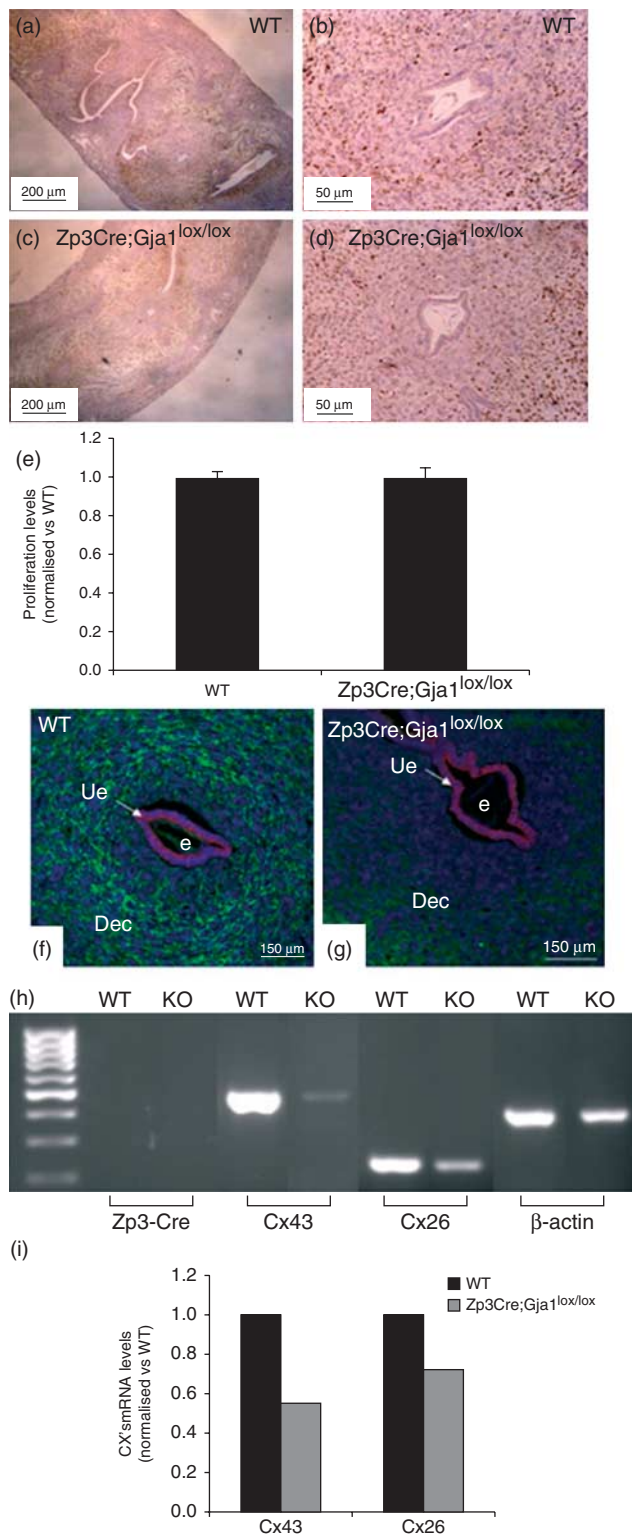 (a) WT
200 μm
(b) WT
50 μm
(c) Zp3Cre;Gja1lox/lox
200 μm
(d) Zp3Cre;Gja1lox/lox
50 μm
(e)
Proliferation levels
(normalised vs WT)
1.2
1.0
0.8
0.6
0.4
0.2
0.0
WT Zp3Cre;Gja1lox/lox
WT
Ue
e
Dec
(f)
150 μm
Zp3Cre;Gja1lox/lox
Ue
e
Dec
(g)
150 μm
(h)
WT KO WT KO WT KO WT KO
Zp3-Cre Cx43 Cx26 β-actin
(i)
CX'smRNA levels
(normalised vs WT)
1.2
1.0
0.8
0.6
0.4
0.2
0.0
WT
Zp3Cre;Gja1lox/lox
Cx43 Cx26